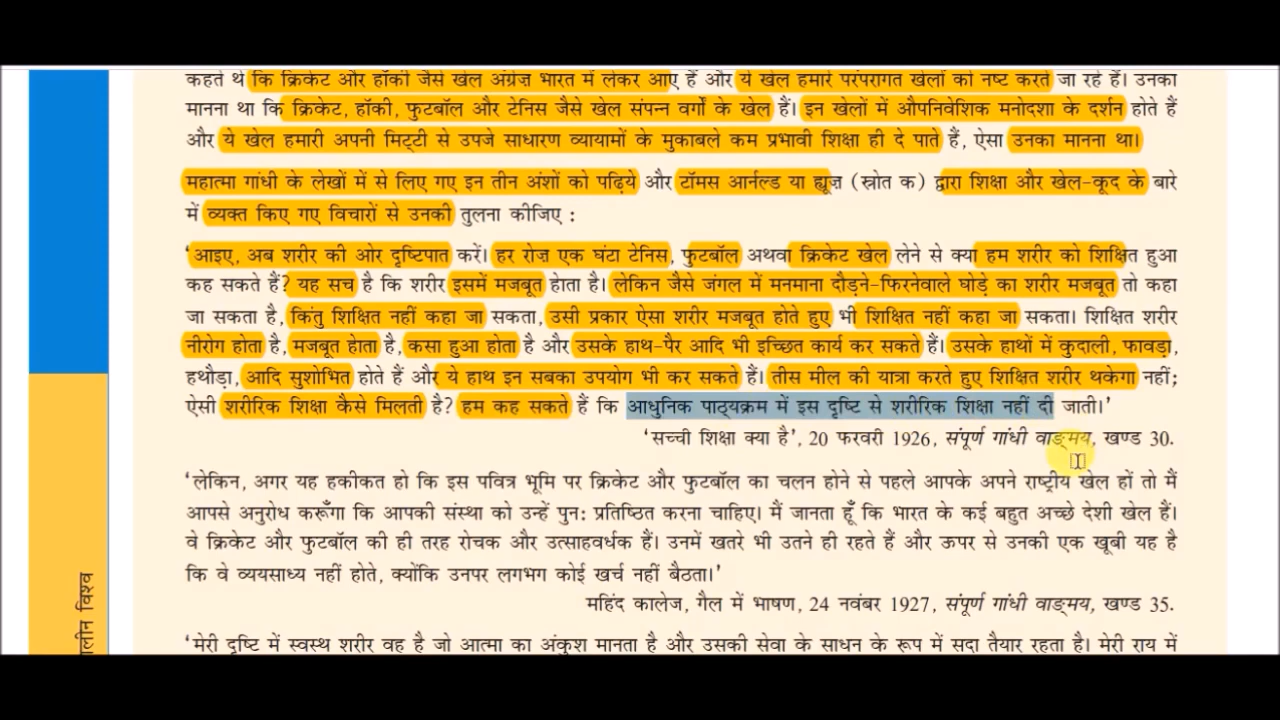 कहते थे कि क्रिकेट और हॉकी जैसे खेल अंग्रेज़ भारत में लेकर आए हैं और ये खेल हमारे परंपरागत खेलों को नष्ट करते जा रहे हैं। उनका
मानना था कि क्रिकेट, हॉकी, फुटबॉल और टेनिस जैसे खेल संपन्न वर्गों के खेल हैं। इन खेलों में औपनिवेशिक मनोदशा के दर्शन होते हैं
और ये खेल हमारी अपनी मिट्टी से उपजे साधारण व्यायामों के मुकाबले कम प्रभावी शिक्षा ही दे पाते हैं, ऐसा उनका मानना था।
महात्मा गांधी के लेखों में से लिए गए इन तीन अंशों को पढ़िये और टॉमस आर्नल्ड या ह्यूज़ (स्रोत क) द्वारा शिक्षा और खेल-कूद के बारे
में व्यक्त किए गए विचारों से उनकी तुलना कीजिए :
‘आइए, अब शरीर की ओर दृष्टिपात करें। हर रोज़ एक घंटा टेनिस, फुटबॉल अथवा क्रिकेट खेल लेने से क्या हम शरीर को शिक्षित हुआ
कह सकते हैं? यह सच है कि शरीर इसमें मजबूत होता है। लेकिन जैसे जंगल में मनमाना दौड़ने-फिरनेवाले घोड़े का शरीर मजबूत तो कहा
जा सकता है, किंतु शिक्षित नहीं कहा जा सकता, उसी प्रकार ऐसा शरीर मजबूत होते हुए भी शिक्षित नहीं कहा जा सकता। शिक्षित शरीर
नीरोग होता है, मजबूत होता है, कसा हुआ होता है और उसके हाथ-पैर आदि भी इच्छित कार्य कर सकते हैं। उसके हाथों में कुदाली, फावड़ा,
हथौड़ा, आदि सुशोभित होते हैं और ये हाथ इन सबका उपयोग भी कर सकते हैं। तीस मील की यात्रा करते हुए शिक्षित शरीर थकेगा नहीं;
ऐसी शरीरिक शिक्षा कैसे मिलती है? हम कह सकते हैं कि आधुनिक पाठ्यक्रम में इस दृष्टि से शरीरिक शिक्षा नहीं दी जाती।’
‘सच्ची शिक्षा क्या है’, 20 फरवरी 1926, संपूर्ण गांधी वाङ्मय, खण्ड 30.
‘लेकिन, अगर यह हकीकत हो कि इस पवित्र भूमि पर क्रिकेट और फुटबॉल का चलन होने से पहले आपके अपने राष्ट्रीय खेल हों तो मैं
आपसे अनुरोध करूँगा कि आपकी संस्था को उन्हें पुन: प्रतिष्ठित करना चाहिए। मैं जानता हूँ कि भारत के कई बहुत अच्छे देशी खेल हैं।
वे क्रिकेट और फुटबॉल की ही तरह रोचक और उत्साहवर्धक हैं। उनमें खतरे भी उतने ही रहते हैं और ऊपर से उनकी एक खूबी यह है
कि वे व्ययसाध्य नहीं होते, क्योंकि उनपर लगभग कोई खर्च नहीं बैठता।’
महिंद कालेज, गैल में भाषण, 24 नवंबर 1927, संपूर्ण गांधी वाङ्मय, खण्ड 35.
‘मेरी दृष्टि में स्वस्थ शरीर वह है जो आत्मा का अंकुश मानता है और उसकी सेवा के साधन के रूप में सदा तैयार रहता है। मेरी राय में